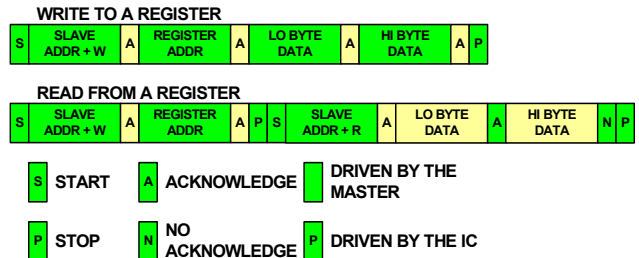 WRITE TO A REGISTER
S SLAVE ADDR + W A REGISTER ADDR A LO BYTE DATA A HI BYTE DATA A P
READ FROM A REGISTER
S SLAVE ADDR + W A REGISTER ADDR A P S SLAVE ADDR + R A LO BYTE DATA A HI BYTE DATA N P
S START A ACKNOWLEDGE DRIVEN BY THE MASTER
P STOP N NO ACKNOWLEDGE P DRIVEN BY THE IC